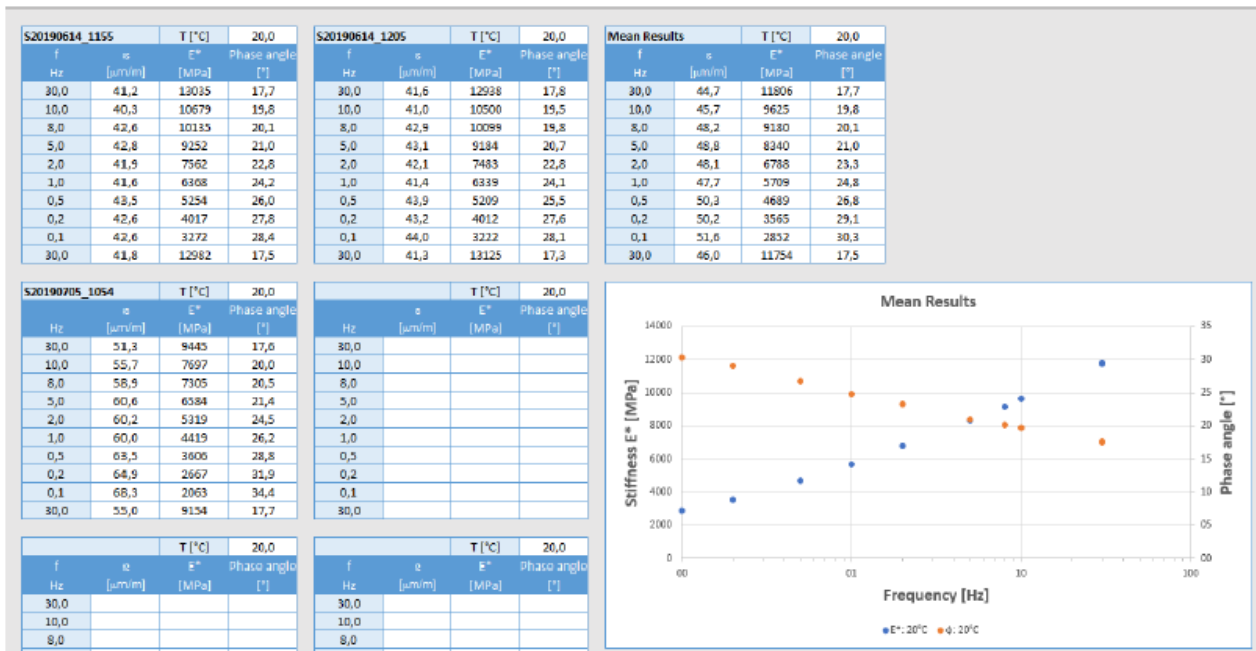 S20190614_1155 T [°C] 20,0
f ε E* Phase angle
Hz [µm/m] [MPa] [°]
30,0 41,2 13035 17,7
10,0 40,3 10679 19,8
8,0 42,6 10135 20,1
5,0 42,8 9252 21,0
2,0 41,9 7562 22,8
1,0 41,6 6368 24,2
0,5 43,5 5254 26,0
0,2 42,6 4017 27,8
0,1 42,6 3272 28,4
30,0 41,8 12982 17,5
S20190614_1205 T [°C] 20,0
f ε E* Phase angle
Hz [µm/m] [MPa] [°]
30,0 41,6 12938 17,8
10,0 41,0 10500 19,5
8,0 42,9 10099 19,8
5,0 43,1 9184 20,7
2,0 42,1 7483 22,8
1,0 41,4 6339 24,1
0,5 43,9 5209 25,5
0,2 43,2 4012 27,6
0,1 44,0 3222 28,1
30,0 41,3 13125 17,3
Mean Results T [°C] 20,0
f ε E* Phase angle
Hz [µm/m] [MPa] [°]
30,0 44,7 11806 17,7
10,0 45,7 9625 19,8
8,0 48,2 9180 20,1
5,0 48,8 8340 21,0
2,0 48,1 6788 23,3
1,0 47,7 5709 24,8
0,5 50,3 4689 26,8
0,2 50,2 3565 29,1
0,1 51,6 2852 30,3
30,0 46,0 11754 17,5
S20190705_1054 T [°C] 20,0
ε E* Phase angle
Hz [µm/m] [MPa] [°]
30,0 51,3 9445 17,6
10,0 55,7 7697 20,0
8,0 58,9 7305 20,5
5,0 60,6 6584 21,4
2,0 60,2 5319 24,5
1,0 60,0 4419 26,2
0,5 63,5 3606 28,8
0,2 64,9 2667 31,9
0,1 68,3 2063 34,4
30,0 55,0 9154 17,7
T [°C] 20,0
ε E* Phase angle
Hz [µm/m] [MPa] [°]
30,0
10,0
8,0
5,0
2,0
1,0
0,5
0,2
0,1
30,0
Mean Results
14000
12000
10000
8000
6000
4000
2000
0
Stiffness E* [MPa]
35
30
25
20
15
10
05
00
Phase angle [°]
00 01 10 100
Frequency [Hz]
E*: 20°C ϕ: 20°C
T [°C] 20,0
f ε E* Phase angle
Hz [µm/m] [MPa] [°]
30,0
10,0
8,0
T [°C] 20,0
f ε E* Phase angle
Hz [µm/m] [MPa] [°]
30,0
10,0
8,0